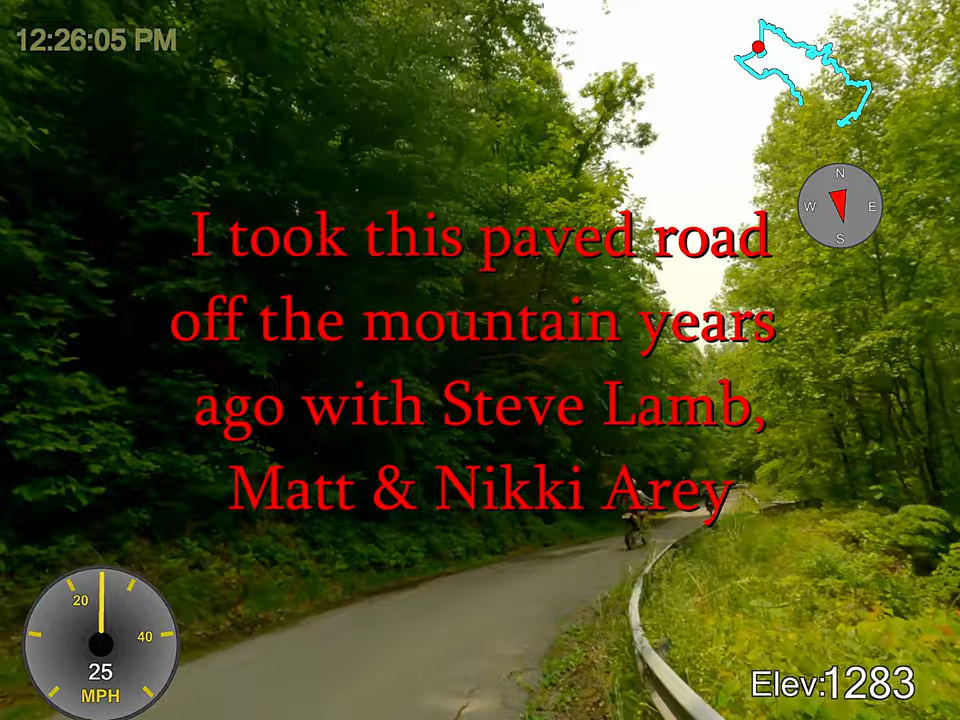 12:26:05 PM
N
W E
S
I took this paved road
off the mountain years
ago with Steve Lamb,
Matt & Nikki Arey
20
40
25
MPH
Elev:1283